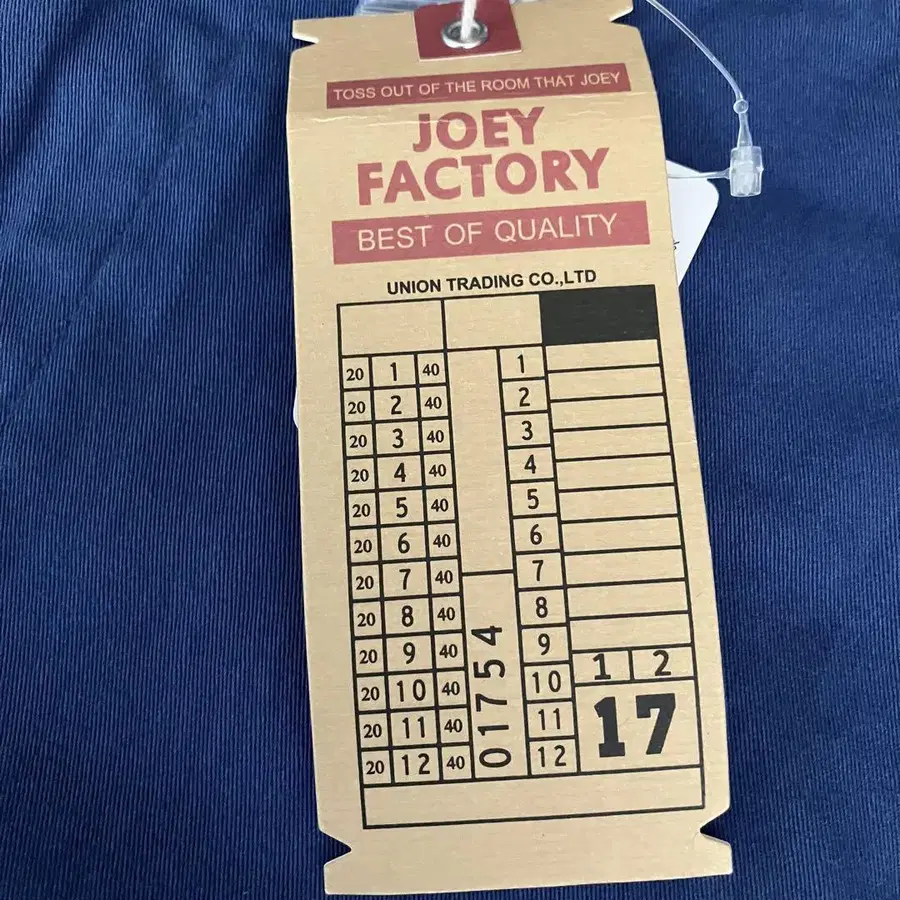 TOSS OUT OF THE ROOM THAT JOEY
JOEY
FACTORY
BEST OF QUALITY
UNION TRADING CO.,LTD
20 1 40 1
20 2 40 2
20 3 40 3
20 4 40 4
20 5 40 5
20 6 40 6
20 7 40 7
20 8 40 8
20 9 40 9
20 10 40 10 1 2
20 11 40 11 17
20 12 40 12
01754